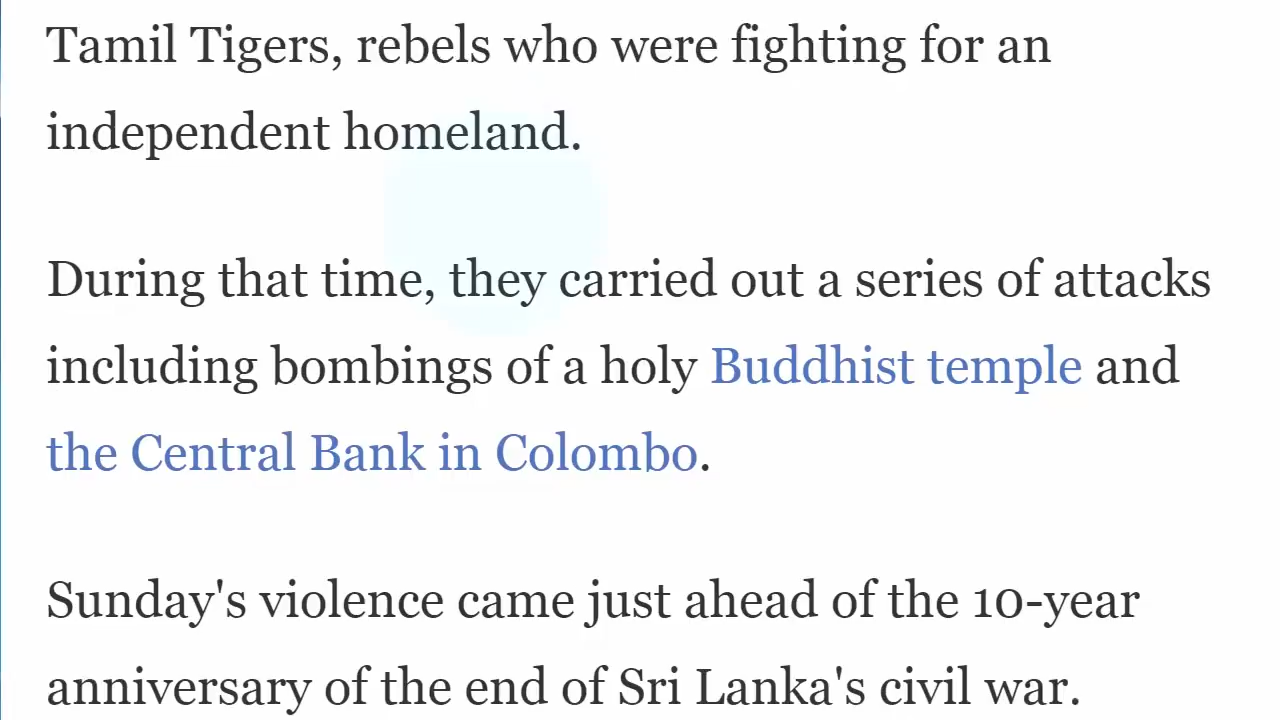 Tamil Tigers, rebels who were fighting for an
independent homeland.
During that time, they carried out a series of attacks
including bombings of a holy Buddhist temple and
the Central Bank in Colombo.
Sunday's violence came just ahead of the 10-year
anniversary of the end of Sri Lanka's civil war.